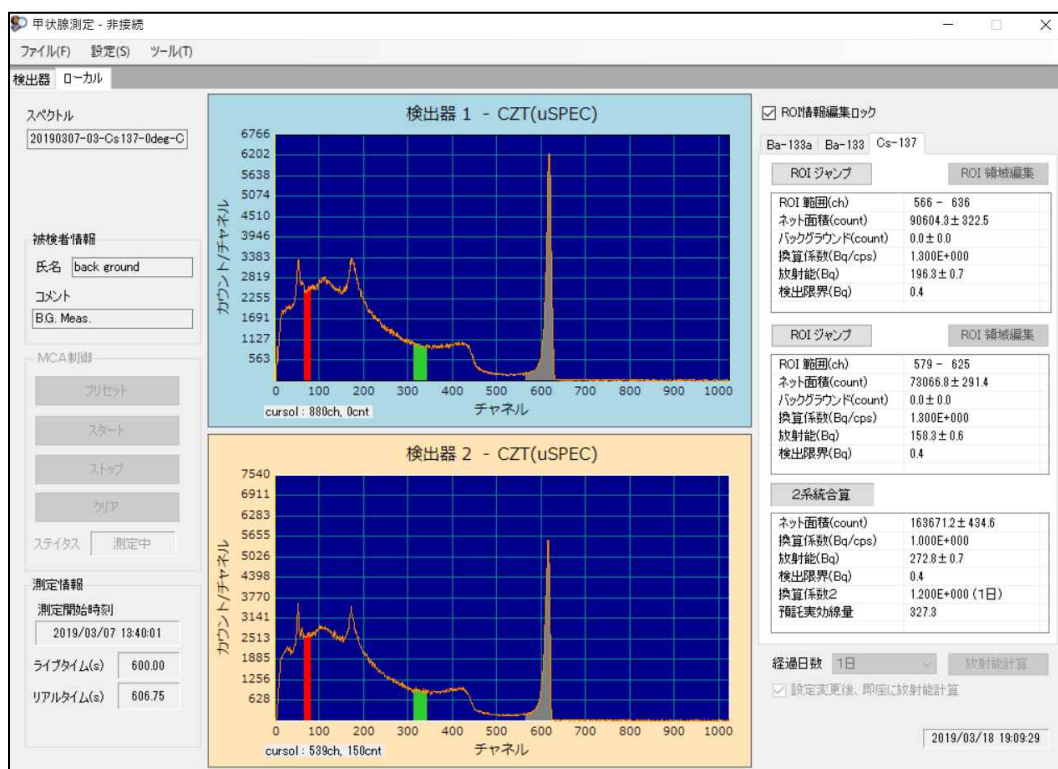 甲状腺測定 - 非接続
ファイル(F) 設定(S) ツール(T)
検出器 ローカル
スペクトル
20190307-03-Cs137-0deg-C
被検者情報
氏名 back ground
コメント
B.G. Meas.
MCA制御
プリセット
スタート
ストップ
クリア
ステイタス 測定中
測定情報
測定開始時刻
2019/03/07 13:40:01
ライブタイム(s) 600.00
リアルタイム(s) 606.75
検出器 1 - CZT(uSPEC)
カウント/チャネル
6766
6202
5638
5074
4510
3946
3383
2819
2255
1691
1127
563
0 100 200 300 400 500 600 700 800 900 1000
cursol : 880ch, 0cnt
チャネル
検出器 2 - CZT(uSPEC)
カウント/チャネル
7540
6911
6283
5655
5026
4398
3770
3141
2513
1885
1256
628
0 100 200 300 400 500 600 700 800 900 1000
cursol : 539ch, 150cnt
チャネル
ROI情報編集ロック
Ba-133a Ba-133 Cs-137
ROI ジャンプ ROI 領域編集
ROI 範囲(ch) 566 - 636
ネット面積(count) 90604.3± 322.5
バックグラウンド(count) 0.0± 0.0
換算係数(Bq/cps) 1.300E+000
放射能(Bq) 196.3± 0.7
検出限界(Bq) 0.4
ROI ジャンプ ROI 領域編集
ROI 範囲(ch) 579 - 625
ネット面積(count) 73066.8± 291.4
バックグラウンド(count) 0.0± 0.0
換算係数(Bq/cps) 1.300E+000
放射能(Bq) 158.3± 0.6
検出限界(Bq) 0.4
2系統合算
ネット面積(count) 163671.2± 434.6
換算係数(Bq/cps) 1.000E+000
放射能(Bq) 272.8± 0.7
検出限界(Bq) 0.4
換算係数2 1.200E+000 (1日)
預託実効線量 327.3
経過日数 1日 放射能計算
設定変更後、即座に放射能計算
2019/03/18 19:09:29